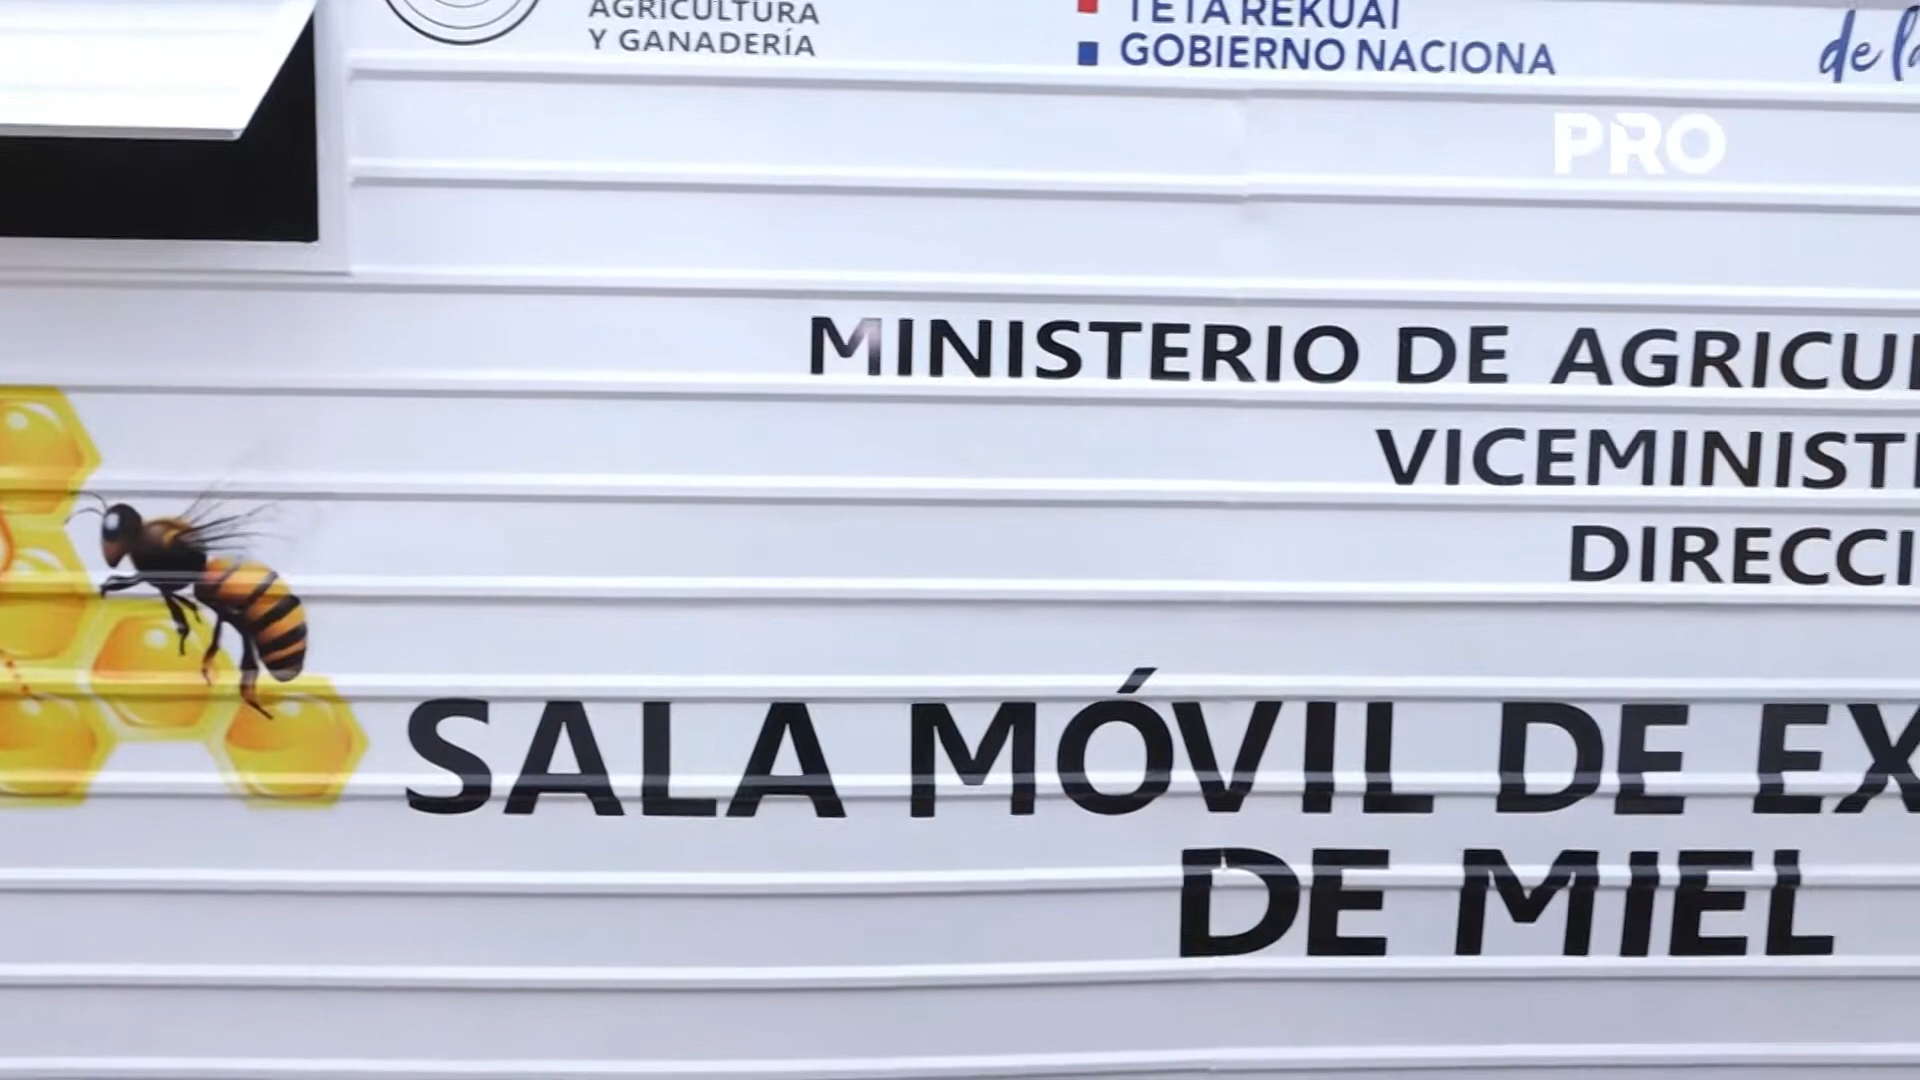 AGRICULTURA
Y GANADERÍA
TETÃ REKUÁI
GOBIERNO NACIONA
de la
PRO
MINISTERIO DE AGRICU
VICEMINIST
DIRECCI
SALA MÓVIL DE EX
DE MIEL